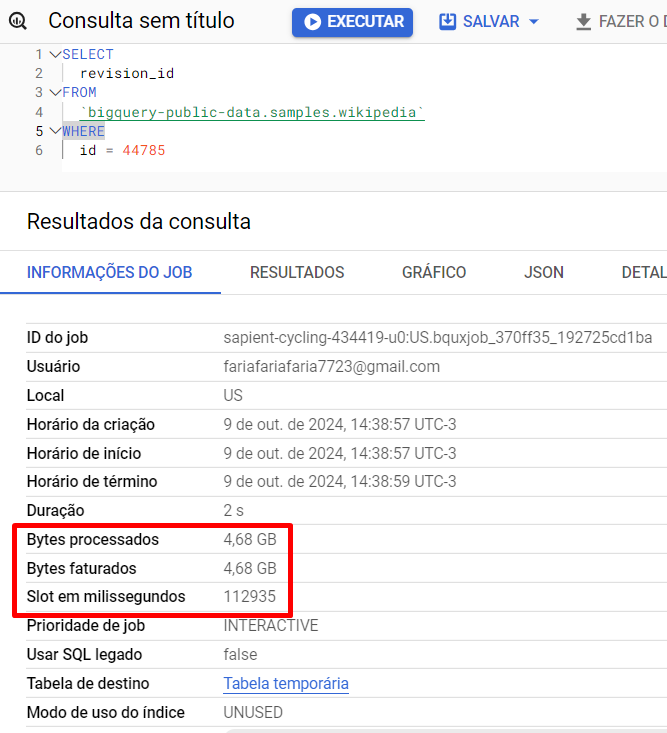 Consulta sem título EXECUTAR SALVAR FAZER O D
1 SELECT
2 revision_id
3 FROM
4 `bigquery-public-data.samples.wikipedia`
5 WHERE
6 id = 44785
Resultados da consulta
INFORMAÇÕES DO JOB RESULTADOS GRÁFICO JSON DETAL
ID do job sapient-cycling-434419-u0:US.bquxjob_370ff35_192725cd1ba
Usuário fariafariafaria7723@gmail.com
Local US
Horário da criação 9 de out. de 2024, 14:38:57 UTC-3
Horário de início 9 de out. de 2024, 14:38:57 UTC-3
Horário de término 9 de out. de 2024, 14:38:59 UTC-3
Duração 2 s
Bytes processados 4,68 GB
Bytes faturados 4,68 GB
Slot em milissegundos 112935
Prioridade de job INTERACTIVE
Usar SQL legado false
Tabela de destino Tabela temporária
Modo de uso do índice UNUSED